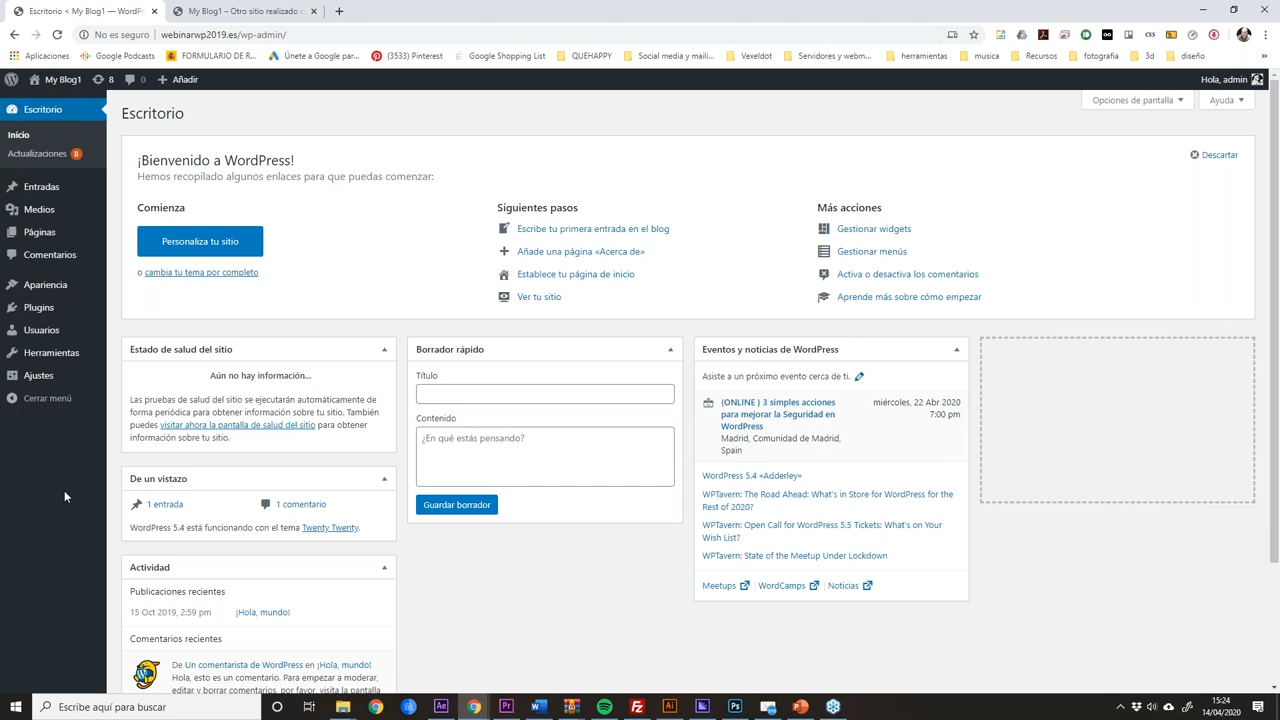 Escritorio < My Blog1 — WordPr
My Blog1 – Otro sitio realizado c
No es seguro
webinarwp2019.es/wp-admin/
Aplicaciones
Google Podcasts
FORMULARIO DE R...
Únete a Google par...
(3533) Pinterest
Google Shopping List
QUEHAPPY
Social media y maili...
Vexeldot
Servidores y webm...
herramientas
musica
Recursos
fotografia
3d
diseño
My Blog1
8
0
Añadir
Hola, admin
Escritorio
Inicio
Actualizaciones 8
Entradas
Medios
Páginas
Comentarios
Apariencia
Plugins
Usuarios
Herramientas
Ajustes
Cerrar menú
Opciones de pantalla
Ayuda
Escritorio
¡Bienvenido a WordPress!
Descartar
Hemos recopilado algunos enlaces para que puedas comenzar:
Comienza
Personaliza tu sitio
o cambia tu tema por completo
Siguientes pasos
Escribe tu primera entrada en el blog
Añade una página «Acerca de»
Establece tu página de inicio
Ver tu sitio
Más acciones
Gestionar widgets
Gestionar menús
Activa o desactiva los comentarios
Aprende más sobre cómo empezar
Estado de salud del sitio
Aún no hay información...
Las pruebas de salud del sitio se ejecutarán automáticamente de
forma periódica para obtener información sobre tu sitio. También
puedes visitar ahora la pantalla de salud del sitio para obtener
información sobre tu sitio.
De un vistazo
1 entrada
1 comentario
WordPress 5.4 está funcionando con el tema Twenty Twenty.
Actividad
Publicaciones recientes
15 Oct 2019, 2:59 pm
¡Hola, mundo!
Comentarios recientes
De Un comentarista de WordPress en ¡Hola, mundo!
Hola, esto es un comentario. Para empezar a moderar,
editar y borrar comentarios, por favor, visita la pantalla
Borrador rápido
Título
Contenido
¿En qué estás pensando?
Guardar borrador
Eventos y noticias de WordPress
Asiste a un próximo evento cerca de ti.
(ONLINE ) 3 simples acciones
para mejorar la Seguridad en
WordPress
Madrid, Comunidad de Madrid,
Spain
miércoles, 22 Abr 2020
7:00 pm
WordPress 5.4 «Adderley»
WPTavern: The Road Ahead: What's in Store for WordPress for the
Rest of 2020?
WPTavern: Open Call for WordPress 5.5 Tickets: What's on Your
Wish List?
WPTavern: State of the Meetup Under Lockdown
Meetups
WordCamps
Noticias
Escribe aquí para buscar
15:24
14/04/2020